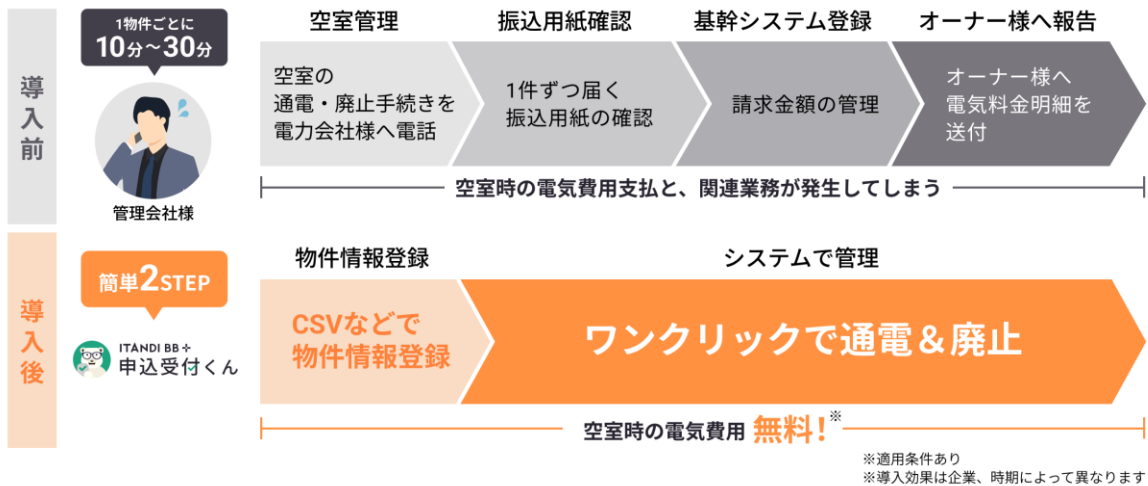 導入前
1物件ごとに
10分～30分
管理会社様
空室管理
空室の
通電・廃止手続きを
電力会社様へ電話
振込用紙確認
1件ずつ届く
振込用紙の確認
基幹システム登録
請求金額の管理
オーナー様へ報告
オーナー様へ
電気料金明細を
送付
空室時の電気費用支払と、関連業務が発生してしまう
導入後
簡単2STEP
ITANDI BB+
申込受付くん
物件情報登録
CSVなどで
物件情報登録
システムで管理
ワンクリックで通電＆廃止
空室時の電気費用 無料！※
※適用条件あり
※導入効果は企業、時期によって異なります